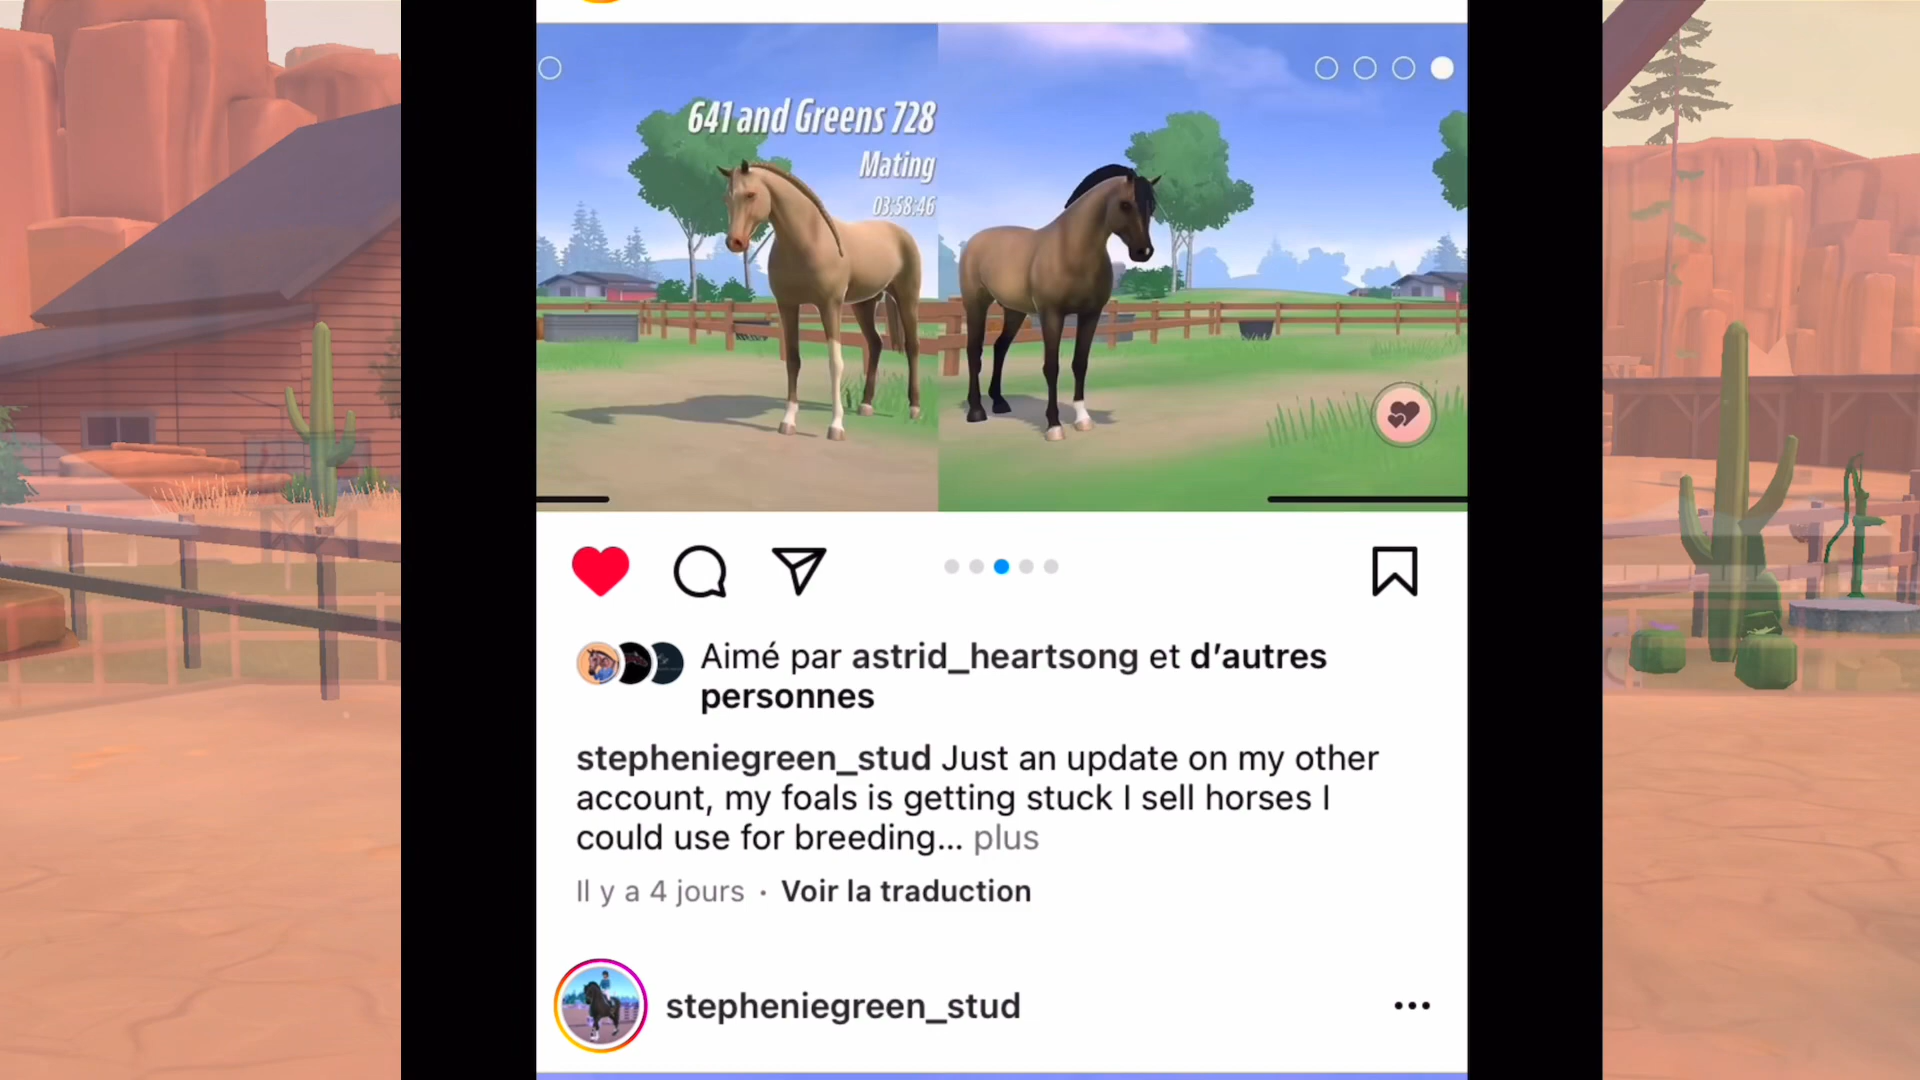 641 and Greens 728
Mating
03:58:46
Aimé par astrid_heartsong et d’autres
personnes
stepheniegreen_stud Just an update on my other
account, my foals is getting stuck I sell horses I
could use for breeding... plus
Il y a 4 jours · Voir la traduction
stepheniegreen_stud